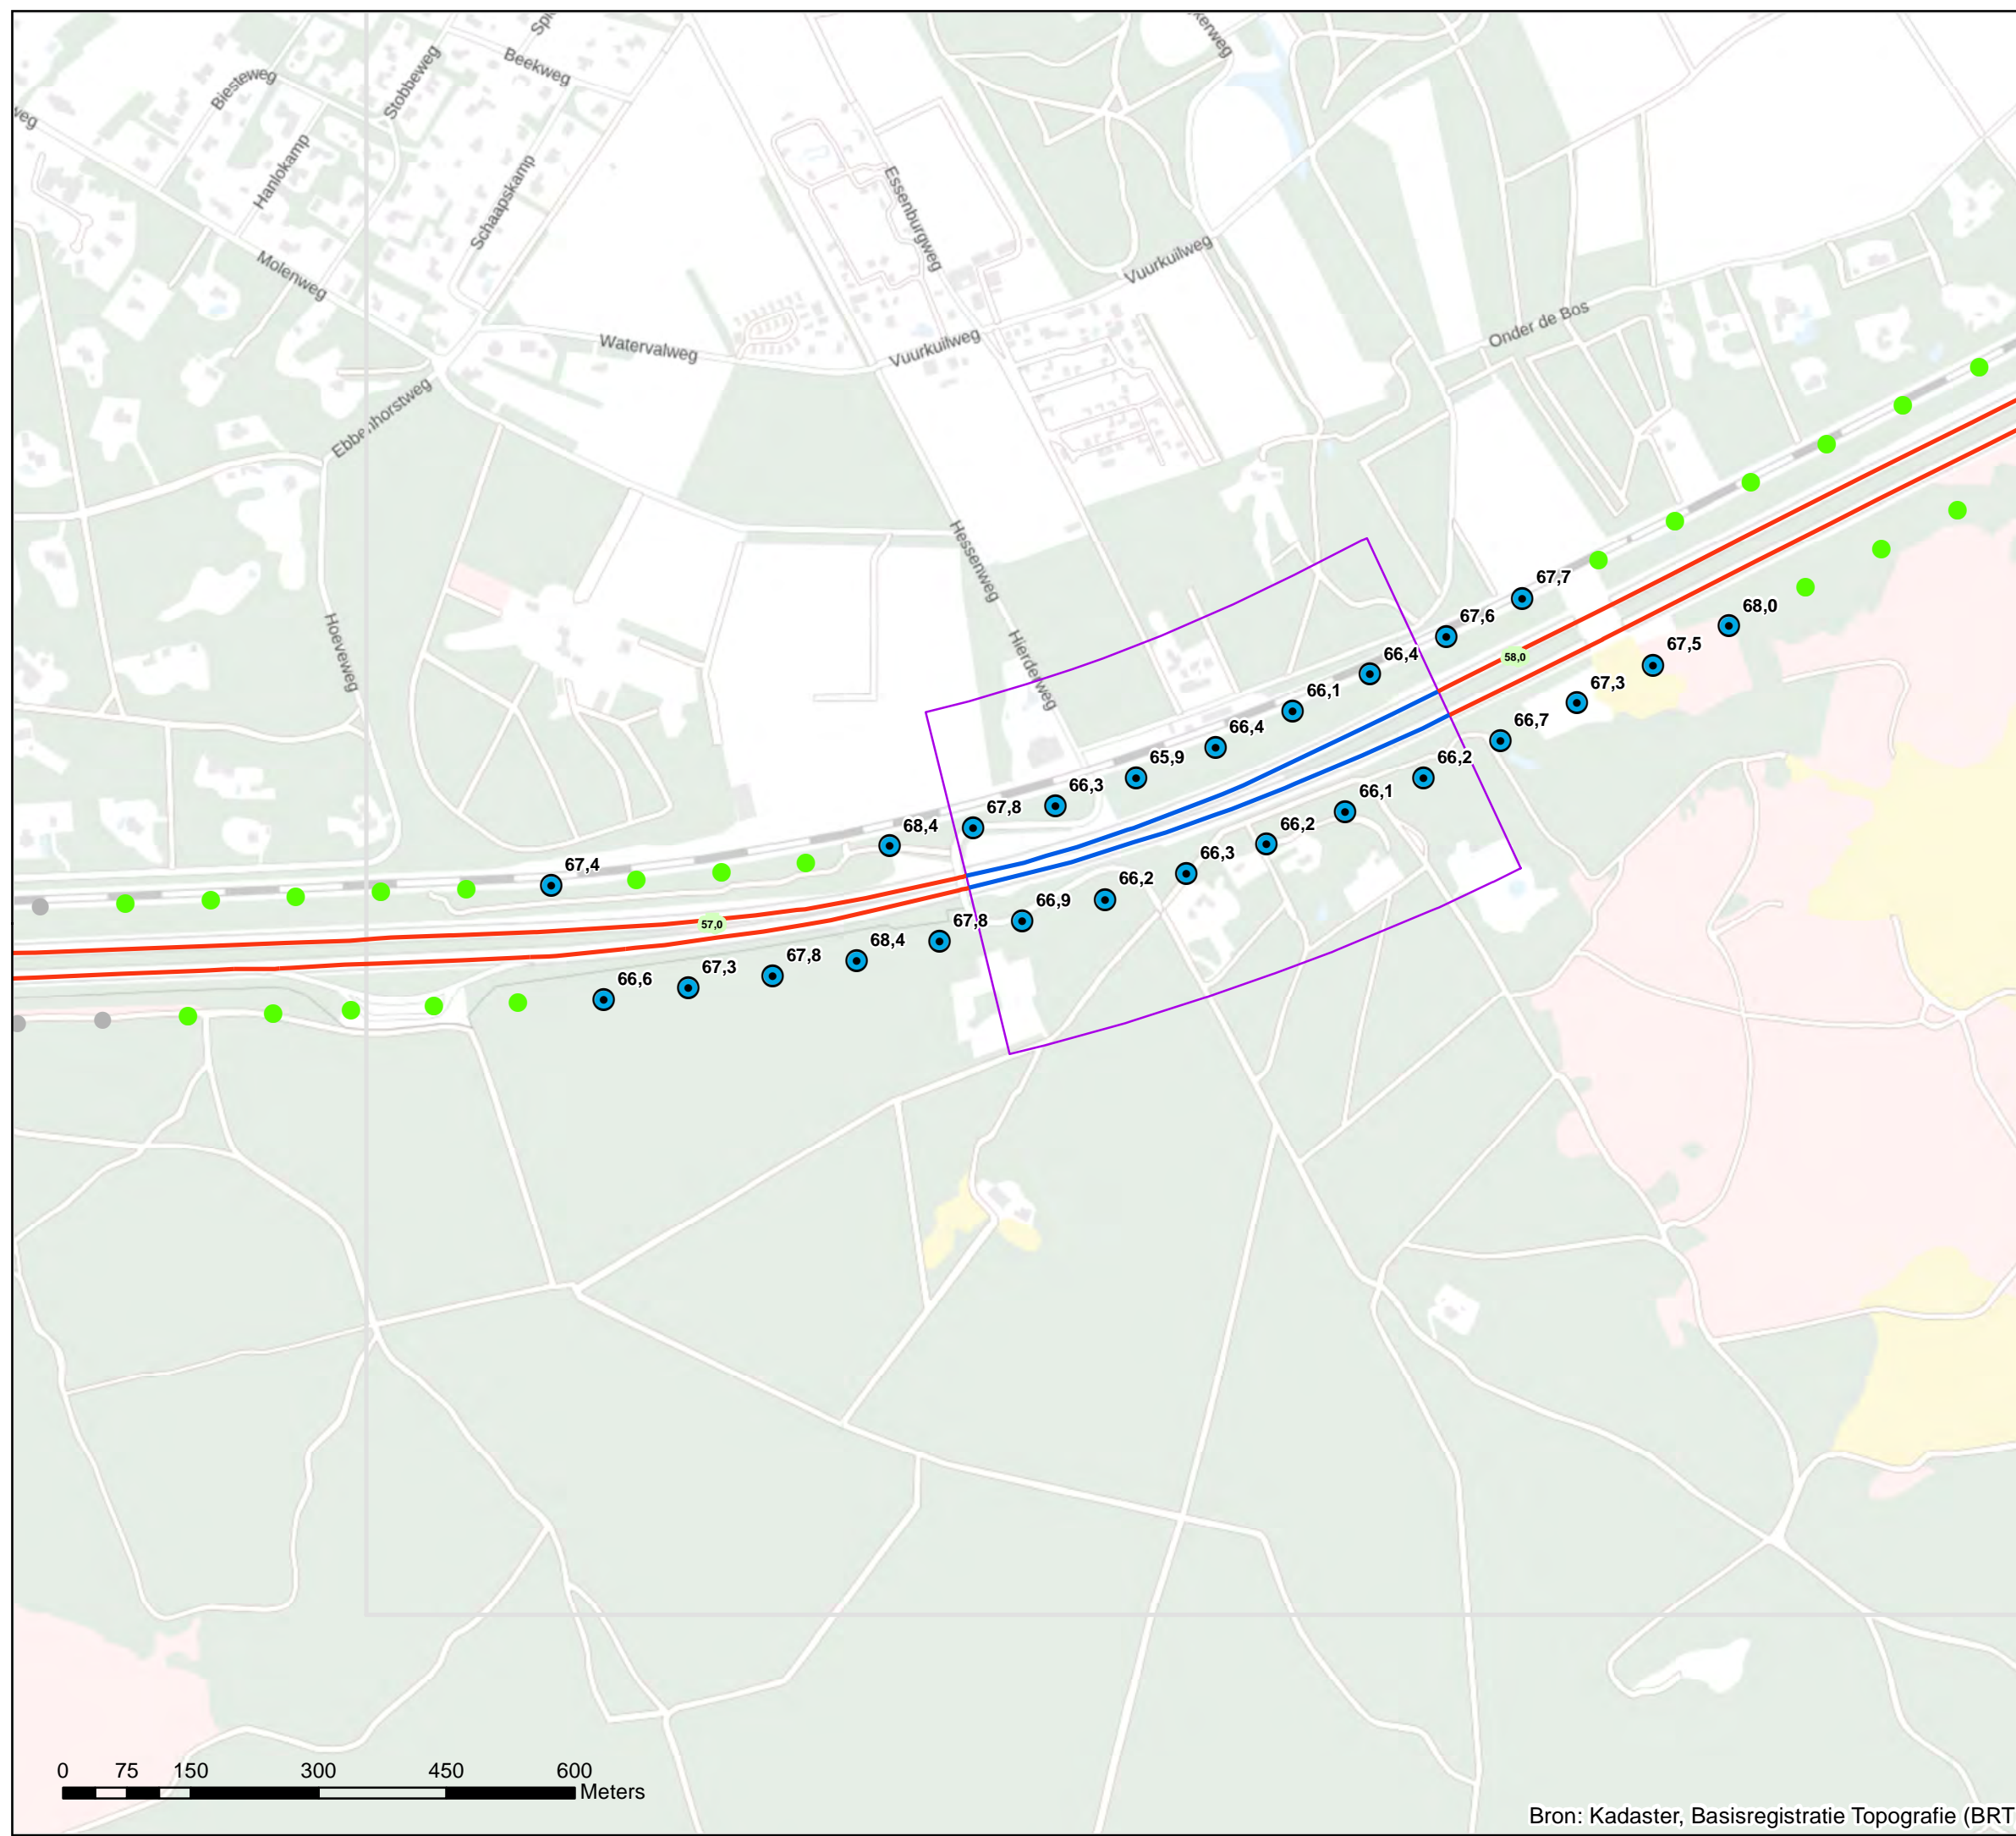 Beekweg
Biesteweg
Stobbeweg
Hanlokamp
Schaapskamp
weg
Molenweg
Essenburgweg
Vuurkuilweg
Watervalweg
Vuurkuilweg
Onder de Bos
Hessenweg
Hierderweg
Hoeveweg
67,7
67,6
68,0
58,0
66,4
67,5
66,1
67,3
66,4
66,7
65,9
66,2
66,3
66,1
67,8
66,2
68,4
66,3
67,4
66,2
66,9
67,8
57,0
68,4
67,8
67,3
66,6
0 75 150 300 450 600
Meters
Bron: Kadaster, Basisregistratie Topografie (BRT